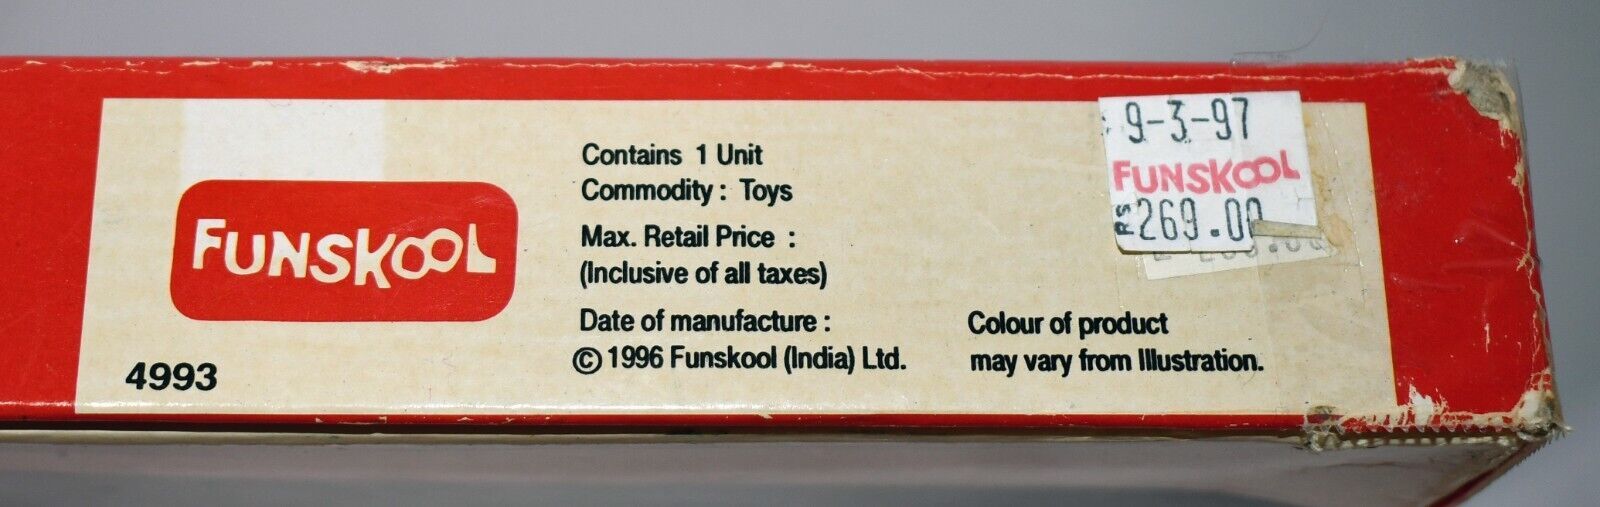 FUNSKOOL
4993
Contains 1 Unit
Commodity : Toys
Max. Retail Price :
(Inclusive of all taxes)
Date of manufacture :
© 1996 Funskool (India) Ltd.
Colour of product
may vary from Illustration.
9-3-97
FUNSKOOL
RS 269.00